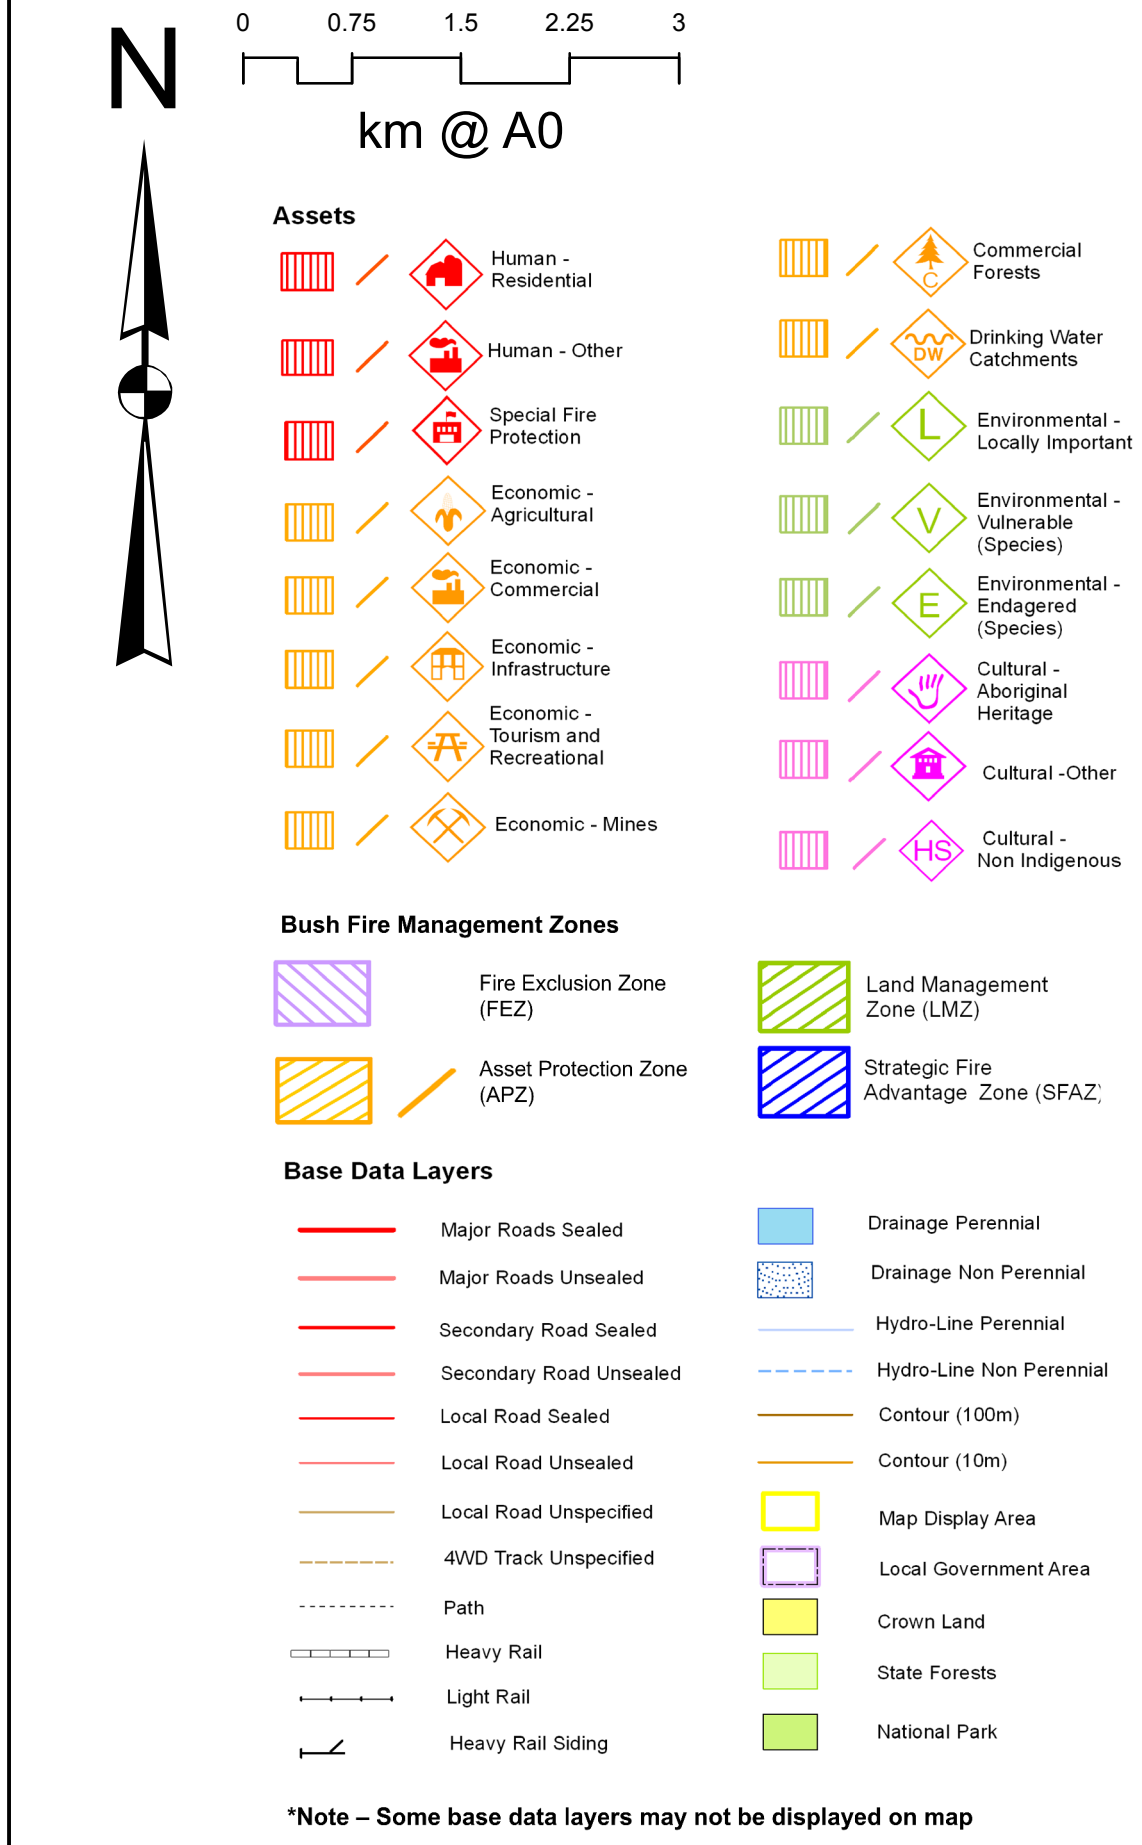 N
0 0.75 1.5 2.25 3
km @ A0
Assets
Human -
Residential
Human - Other
Special Fire
Protection
Economic -
Agricultural
Economic -
Commercial
Economic -
Infrastructure
Economic -
Tourism and
Recreational
Economic - Mines
C
Commercial
Forests
DW
Drinking Water
Catchments
L
Environmental -
Locally Important
V
Environmental -
Vulnerable
(Species)
E
Environmental -
Endagered
(Species)
Cultural -
Aboriginal
Heritage
Cultural -Other
HS
Cultural -
Non Indigenous
Bush Fire Management Zones
Fire Exclusion Zone
(FEZ)
Asset Protection Zone
(APZ)
Land Management
Zone (LMZ)
Strategic Fire
Advantage Zone (SFAZ)
Base Data Layers
Major Roads Sealed
Major Roads Unsealed
Secondary Road Sealed
Secondary Road Unsealed
Local Road Sealed
Local Road Unsealed
Local Road Unspecified
4WD Track Unspecified
Path
Heavy Rail
Light Rail
Heavy Rail Siding
Drainage Perennial
Drainage Non Perennial
Hydro-Line Perennial
Hydro-Line Non Perennial
Contour (100m)
Contour (10m)
Map Display Area
Local Government Area
Crown Land
State Forests
National Park
*Note – Some base data layers may not be displayed on map